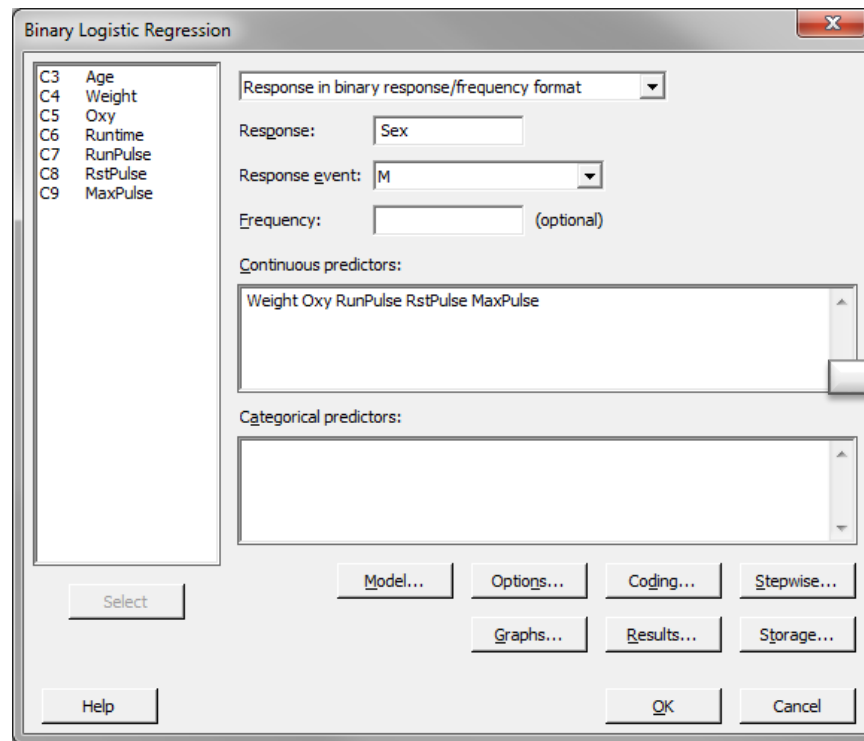 Binary Logistic Regression
C3 Age
C4 Weight
C5 Oxy
C6 Runtime
C7 RunPulse
C8 RstPulse
C9 MaxPulse
Response in binary response/frequency format
Response: Sex
Response event: M
Frequency: (optional)
Continuous predictors:
Weight Oxy RunPulse RstPulse MaxPulse
Categorical predictors:
Model... Options... Coding... Stepwise...
Select
Graphs... Results... Storage...
Help OK Cancel